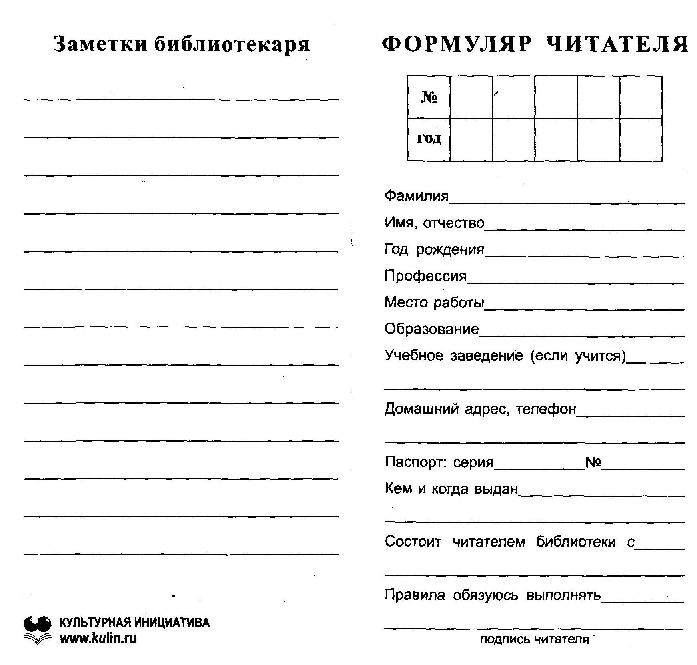 Заметки библиотекаря
КУЛЬТУРНАЯ ИНИЦИАТИВА
www.kulin.ru
ФОРМУЛЯР ЧИТАТЕЛЯ
№
год
Фамилия
Имя, отчество
Год рождения
Профессия
Место работы
Образование
Учебное заведение (если учится)
Домашний адрес, телефон
Паспорт: серия №
Кем и когда выдан
Состоит читателем библиотеки с
Правила обязуюсь выполнять
подпись читателя